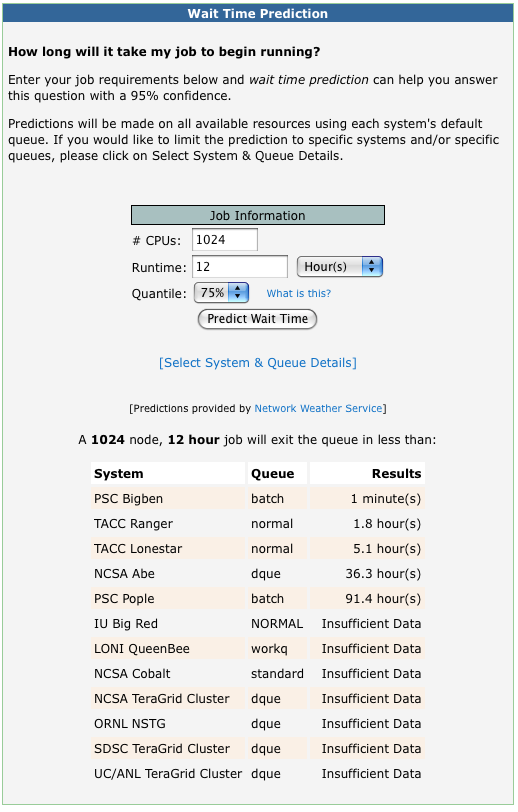 Wait Time Prediction
How long will it take my job to begin running?
Enter your job requirements below and wait time prediction can help you answer
this question with a 95% confidence.
Predictions will be made on all available resources using each system's default
queue. If you would like to limit the prediction to specific systems and/or specific
queues, please click on Select System & Queue Details.
Job Information
# CPUs: 1024
Runtime: 12 Hour(s)
Quantile: 75% What is this?
Predict Wait Time
[Select System & Queue Details]
[Predictions provided by Network Weather Service]
A 1024 node, 12 hour job will exit the queue in less than:
System Queue Results
PSC Bigben batch 1 minute(s)
TACC Ranger normal 1.8 hour(s)
TACC Lonestar normal 5.1 hour(s)
NCSA Abe dque 36.3 hour(s)
PSC Pople batch 91.4 hour(s)
IU Big Red NORMAL Insufficient Data
LONI QueenBee workq Insufficient Data
NCSA Cobalt standard Insufficient Data
NCSA TeraGrid Cluster dque Insufficient Data
ORNL NSTG dque Insufficient Data
SDSC TeraGrid Cluster dque Insufficient Data
UC/ANL TeraGrid Cluster dque Insufficient Data